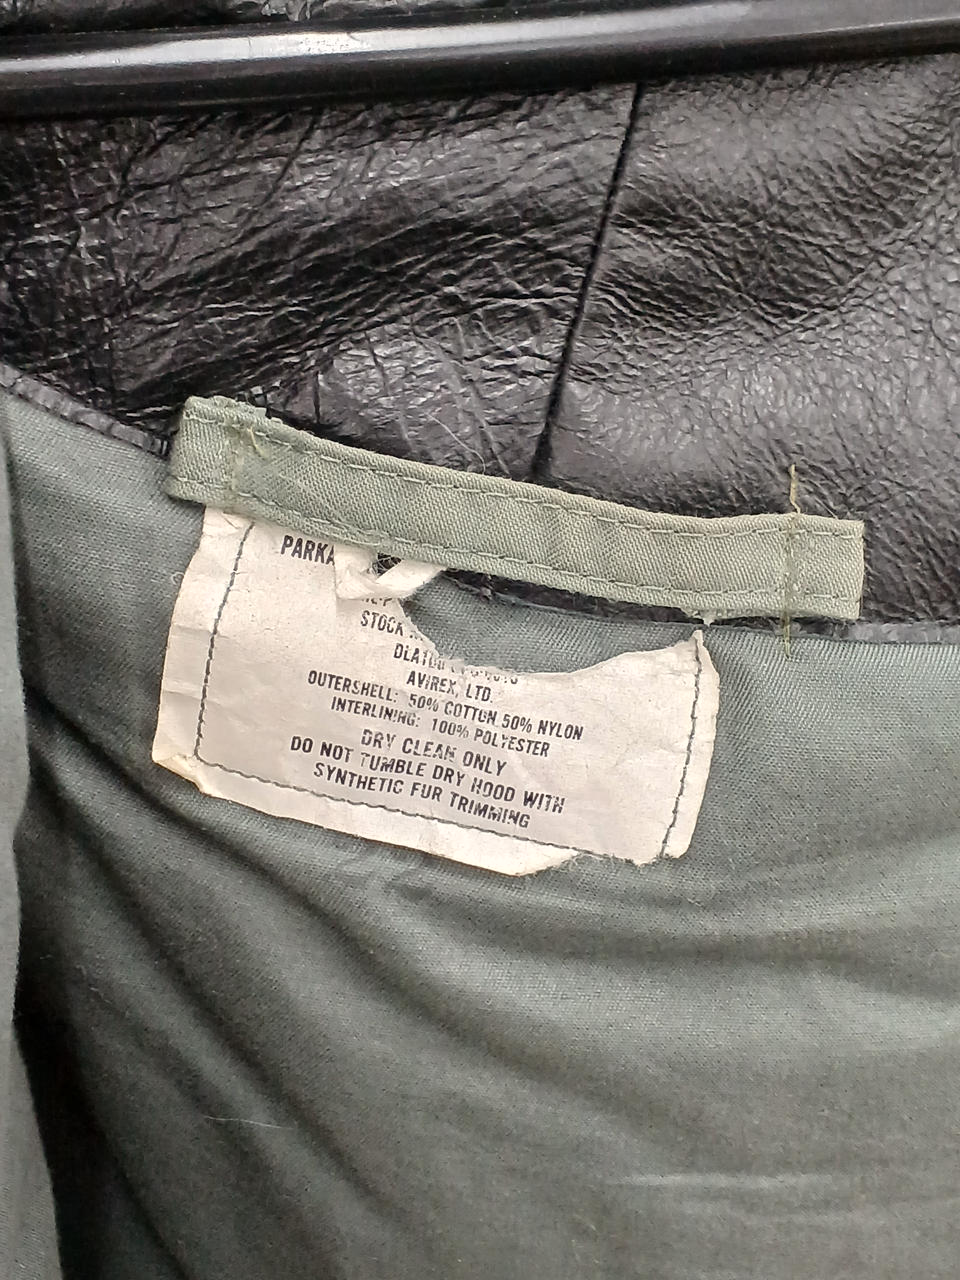 PARKA
STOCK
AVIREX, LTD.
OUTERSHELL: 50% COTTON 50% NYLON
INTERLINING: 100% POLYESTER
DRY CLEAN ONLY
DO NOT TUMBLE DRY HOOD WITH
SYNTHETIC FUR TRIMMING